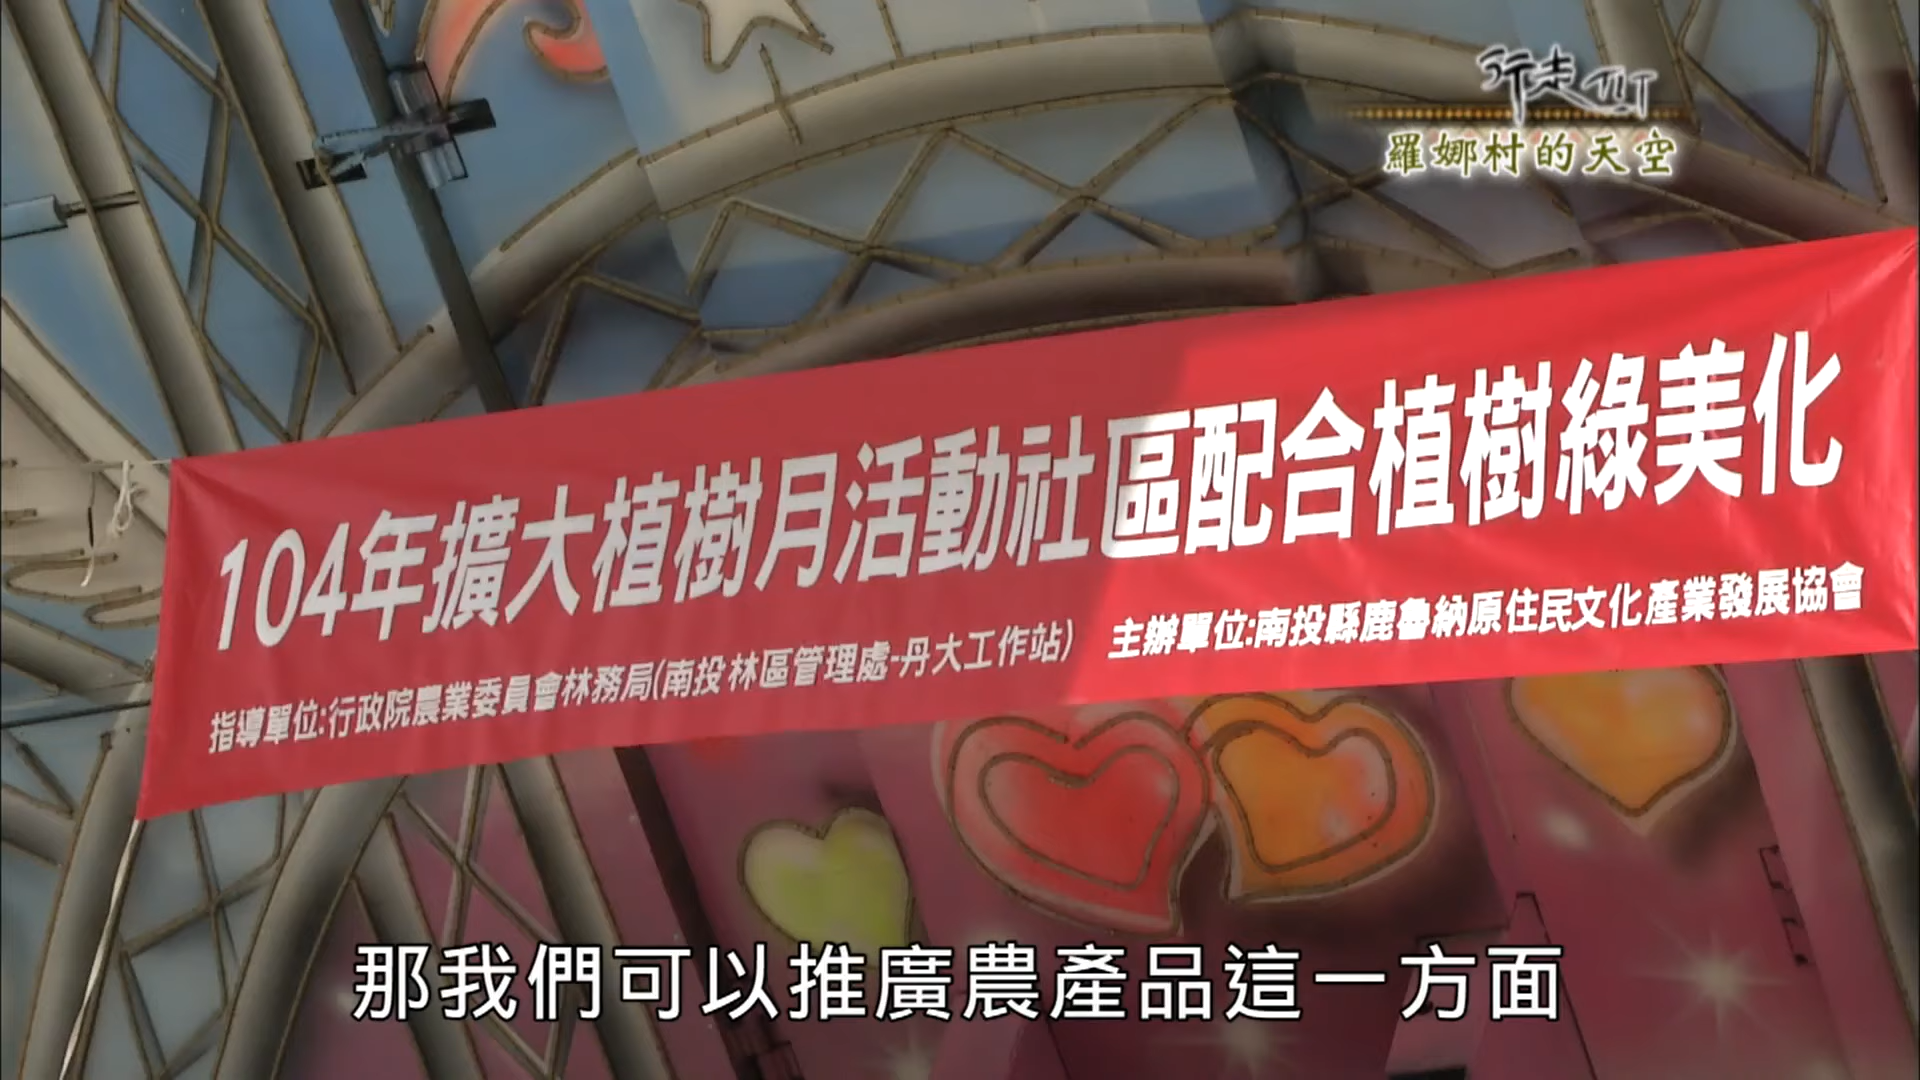 行走TIT
羅娜村的天空
104年擴大植樹月活動社區配合植樹綠美化
指導單位:行政院農業委員會林務局(南投林區管理處-丹大工作站)
主辦單位:南投縣鹿魯納原住民文化產業發展協會
那我們可以推廣農產品這一方面